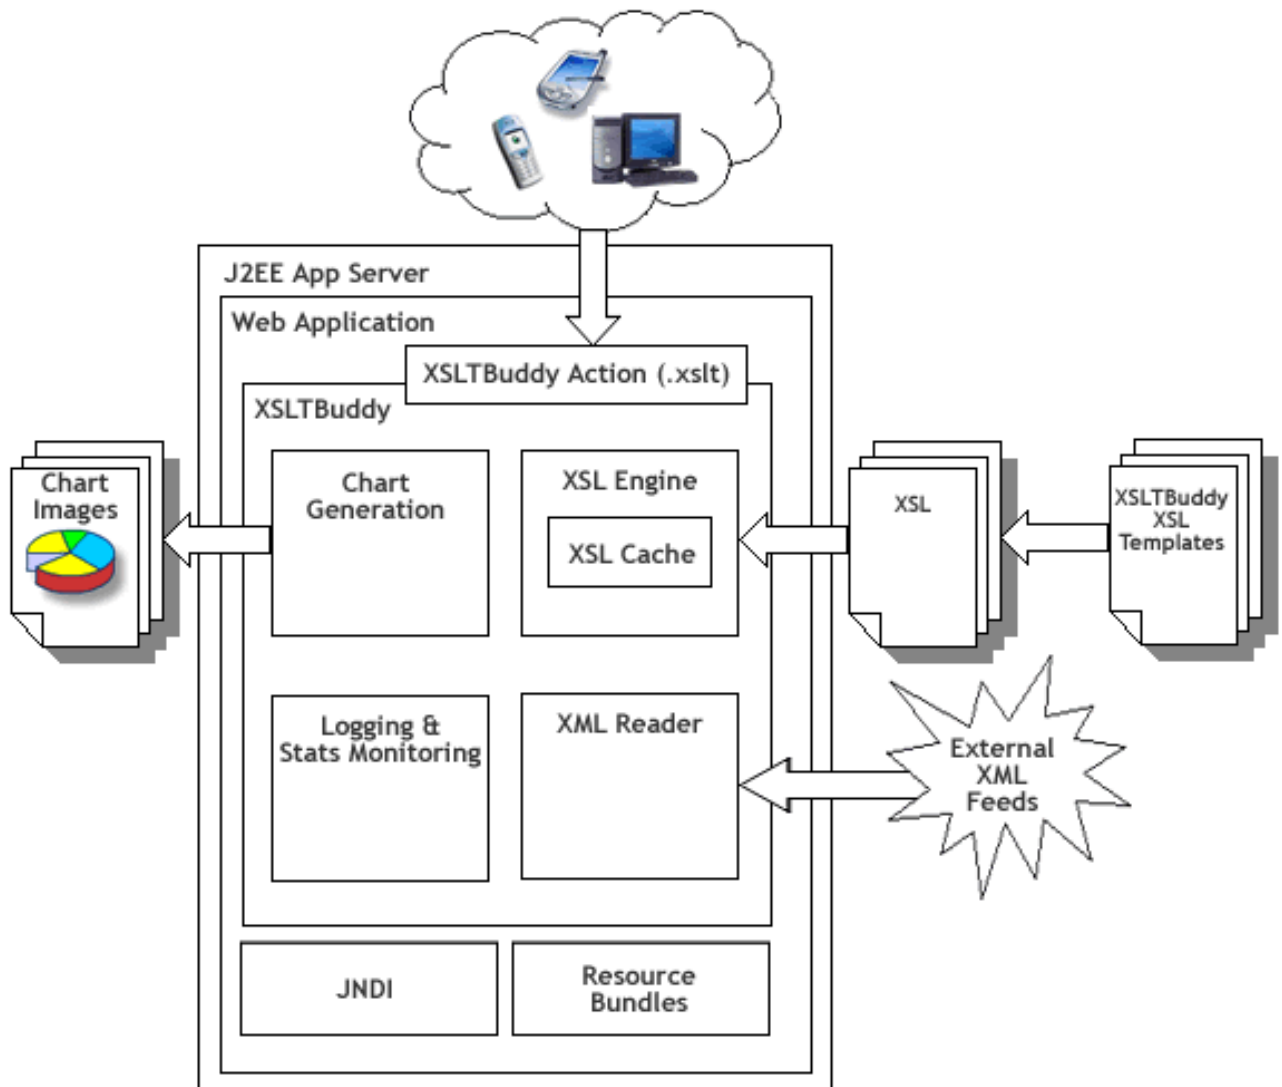 J2EE App Server
Web Application
XSLTBuddy Action (.xslt)
XSLTBuddy
Chart
Images
Chart
Generation
XSL Engine
XSL Cache
XSL
XSLTBuddy
XSL
Templates
Logging &
Stats Monitoring
XML Reader
External
XML
Feeds
JNDI
Resource
Bundles